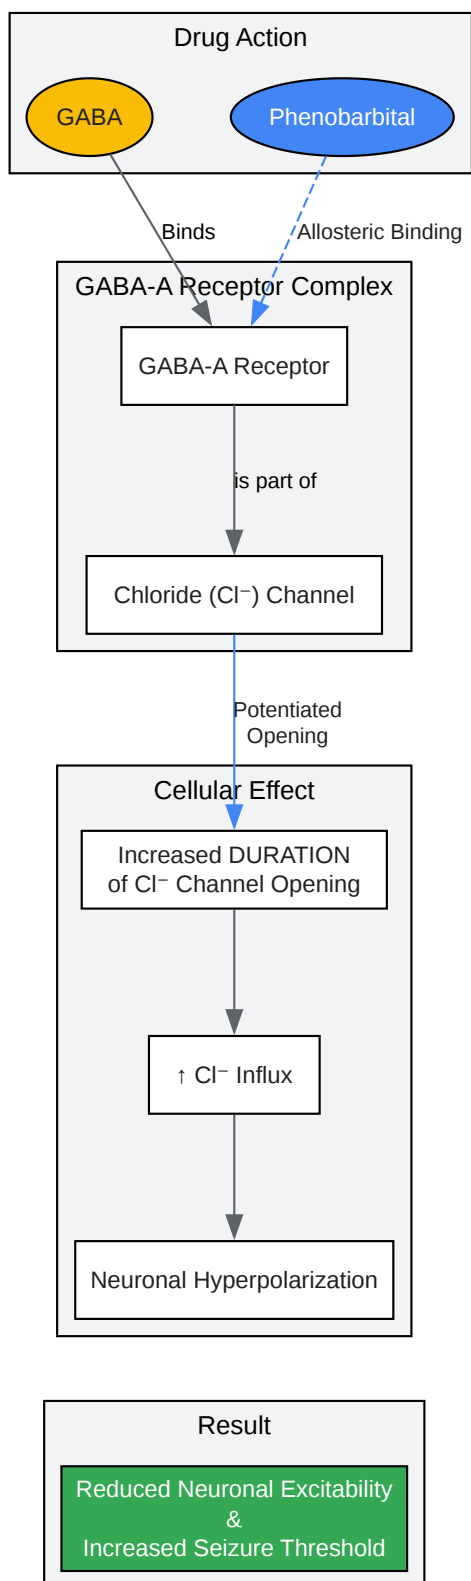 Drug Action
GABA
Phenobarbital
Binds
Allosteric Binding
GABA-A Receptor Complex
GABA-A Receptor
is part of
Chloride (Cl⁻) Channel
Potentiated
Opening
Cellular Effect
Increased DURATION
of Cl⁻ Channel Opening
↑ Cl⁻ Influx
Neuronal Hyperpolarization
Result
Reduced Neuronal Excitability
&
Increased Seizure Threshold